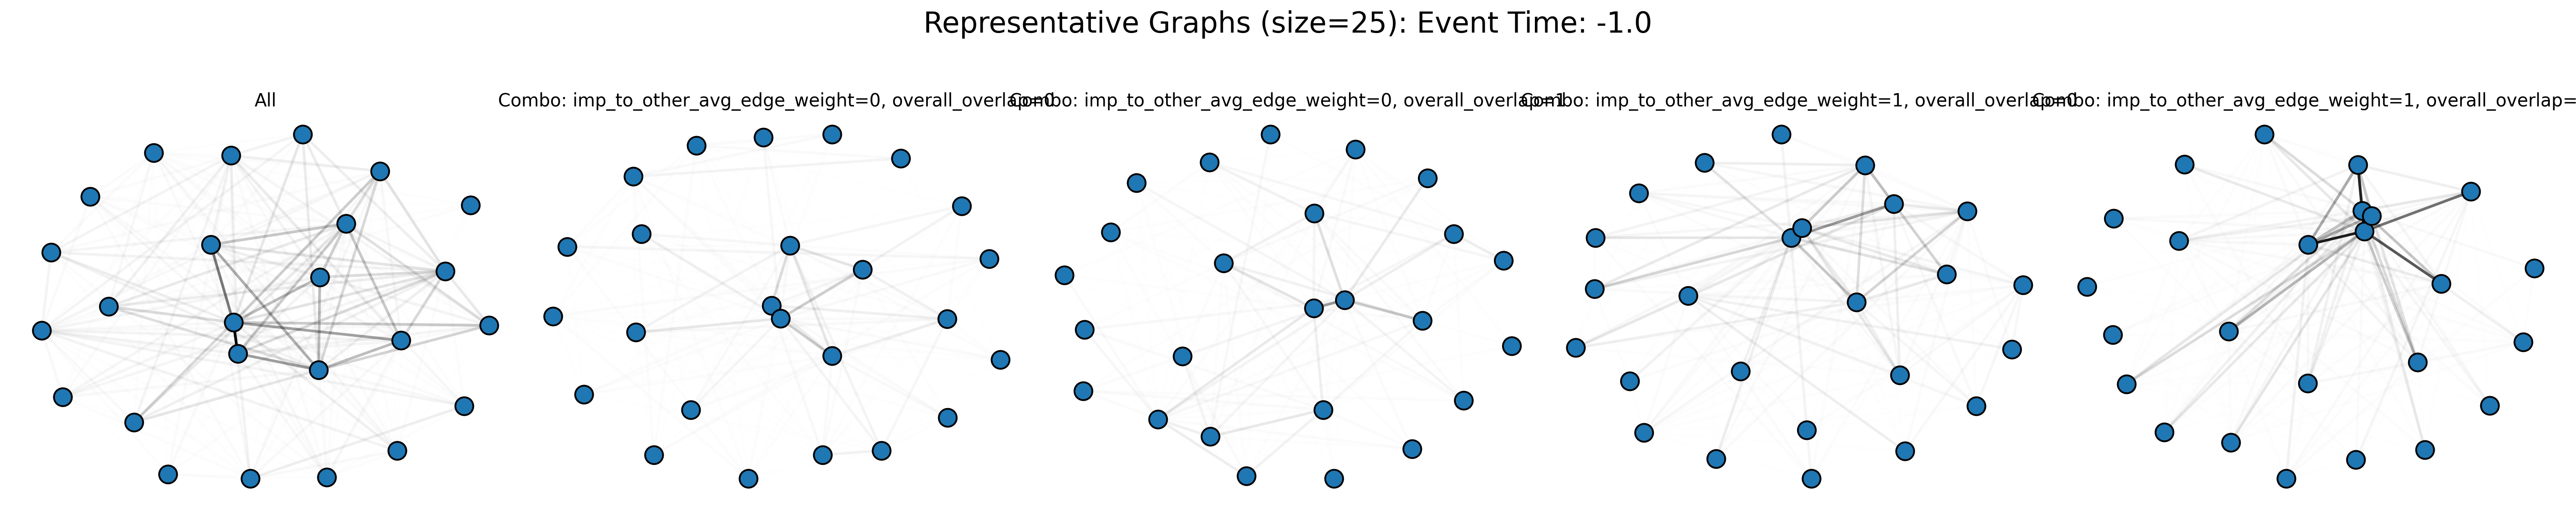 Representative Graphs (size=25): Event Time: -1.0
All
Combo: imp_to_other_avg_edge_weight=0, overall_overlap=0
Combo: imp_to_other_avg_edge_weight=0, overall_overlap=1
Combo: imp_to_other_avg_edge_weight=1, overall_overlap=0
Combo: imp_to_other_avg_edge_weight=1, overall_overlap=